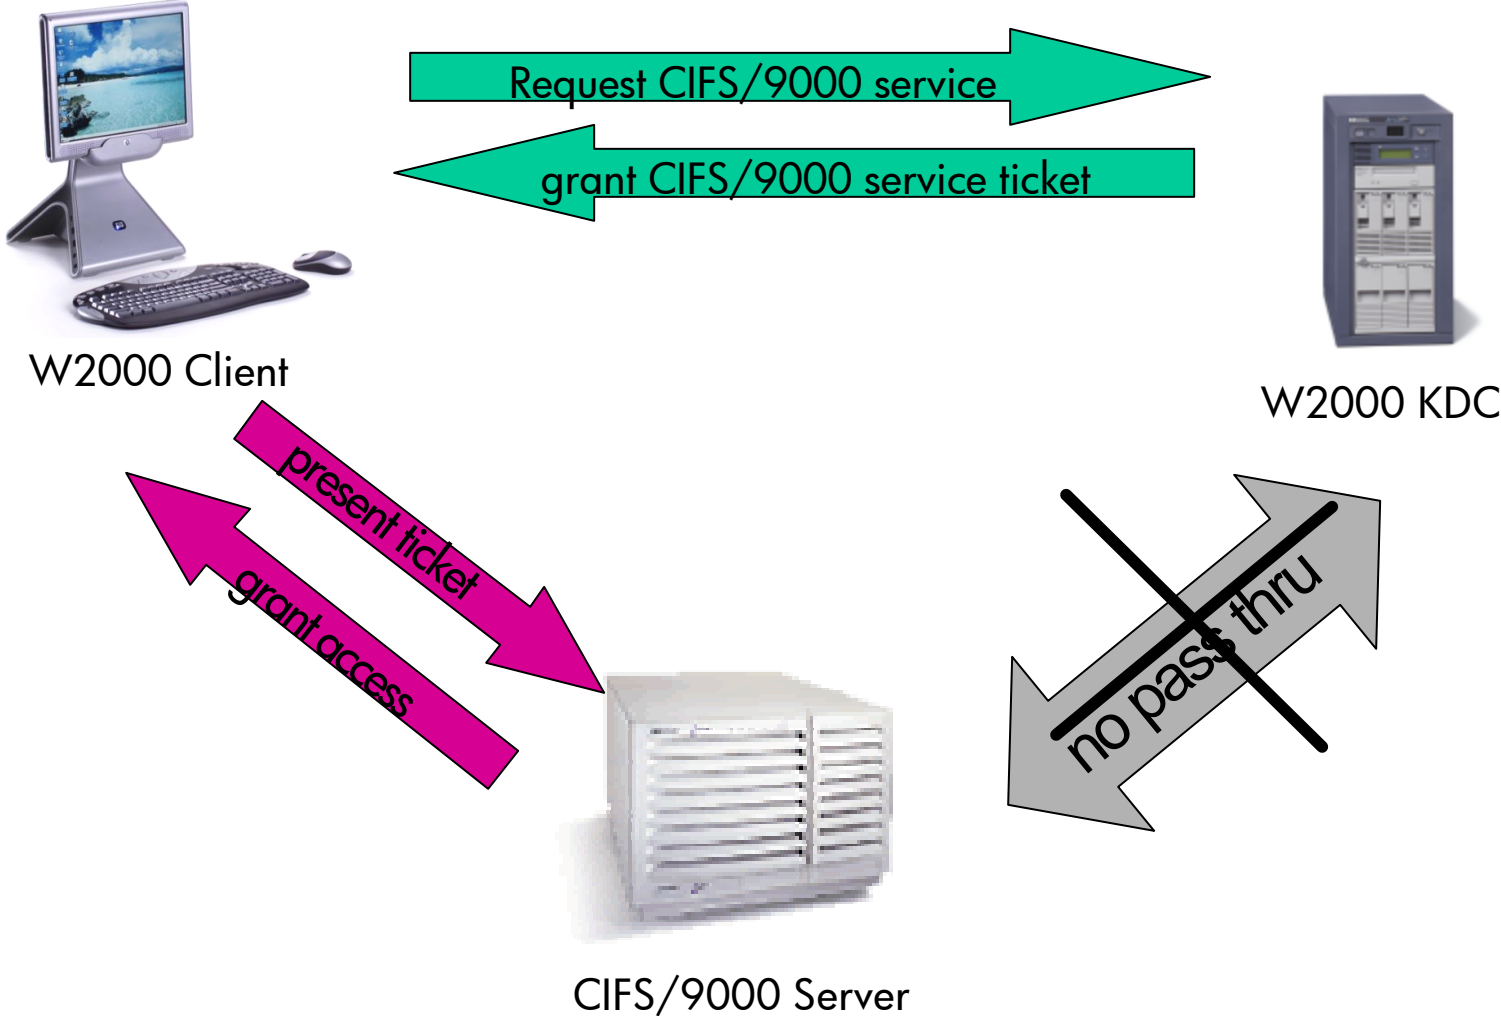 Request CIFS/9000 service
grant CIFS/9000 service ticket
W2000 Client
W2000 KDC
present ticket
grant access
no pass thru
CIFS/9000 Server